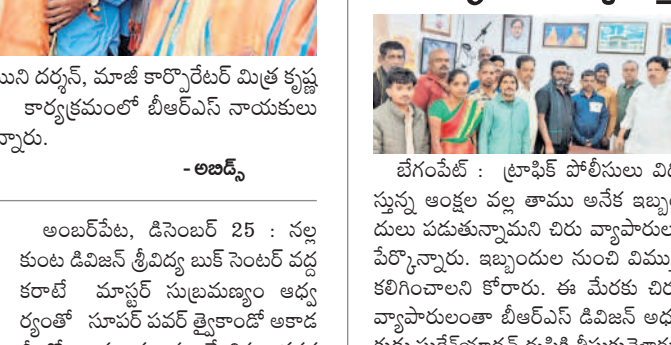 దర్శన్, మాజీ కార్పొరేటర్ మిత్ర కృష్ణ
కార్యక్రమంలో బీఆర్ఎస్ నాయకులు
- అబిడ్స్
అంబర్‌పేట, డిసెంబర్ 25 : నల్ల
కుంట డివిజన్ శ్రీవిద్య బుక్ సెంటర్ వద్ద
కరాటే మాస్టర్ సుబ్రమణ్యం ఆధ్వ
ర్యంతో సూపర్ పవర్ త్వైకాండో అకాడ
బేగంపేట్ : ట్రాఫిక్ పోలీసులు
స్తున్న ఆంక్షల వల్ల తాము అనేక ఇబ్బం
దులు పడుతున్నామని చిరు వ్యాపారుల
పేర్కొన్నారు. ఇబ్బందుల నుంచి
కలిగించాలని కోరారు. ఈ మేరకు చిరు
వ్యాపారులంతా బీఆర్ఎస్ డివిజన్